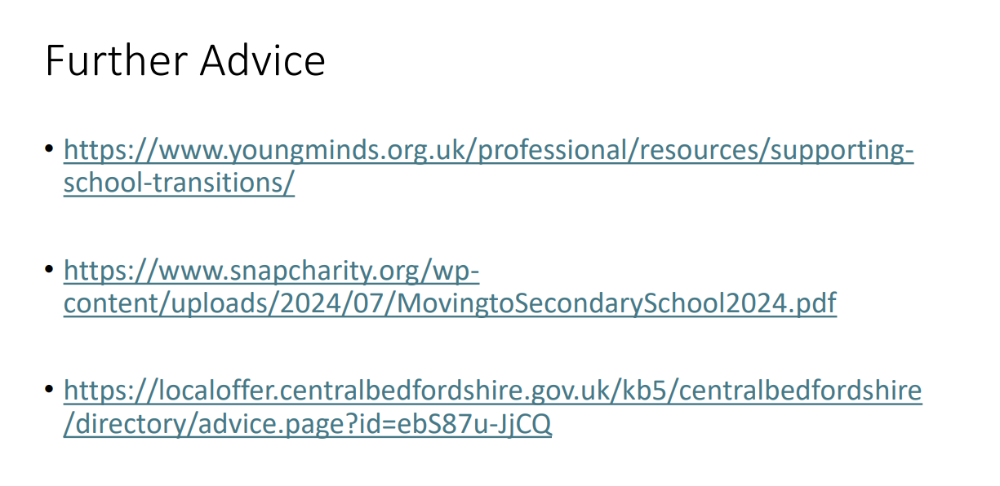 Further Advice
• https://www.youngminds.org.uk/professional/resources/supporting-
school-transitions/
• https://www.snapcharity.org/wp-
content/uploads/2024/07/MovingtoSecondarySchool2024.pdf
• https://localoffer.centralbedfordshire.gov.uk/kb5/centralbedfordshire
/directory/advice.page?id=ebS87u-JjCQ